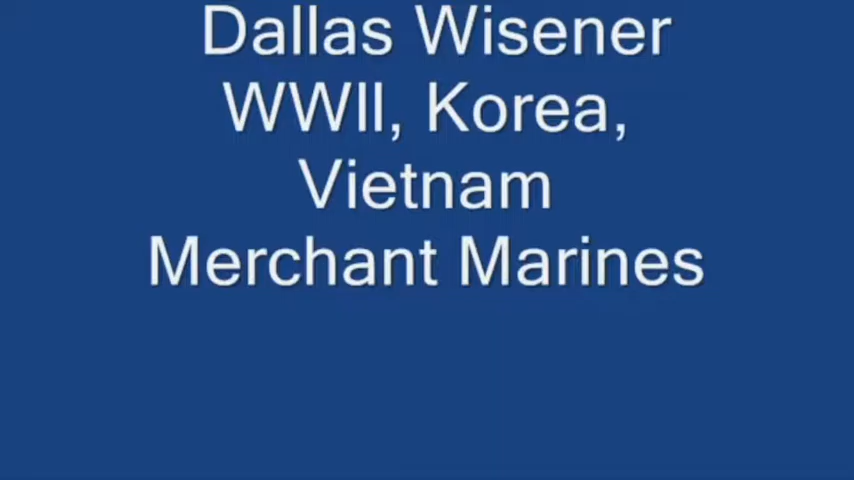 Dallas Wisener
WWII, Korea,
Vietnam
Merchant Marines